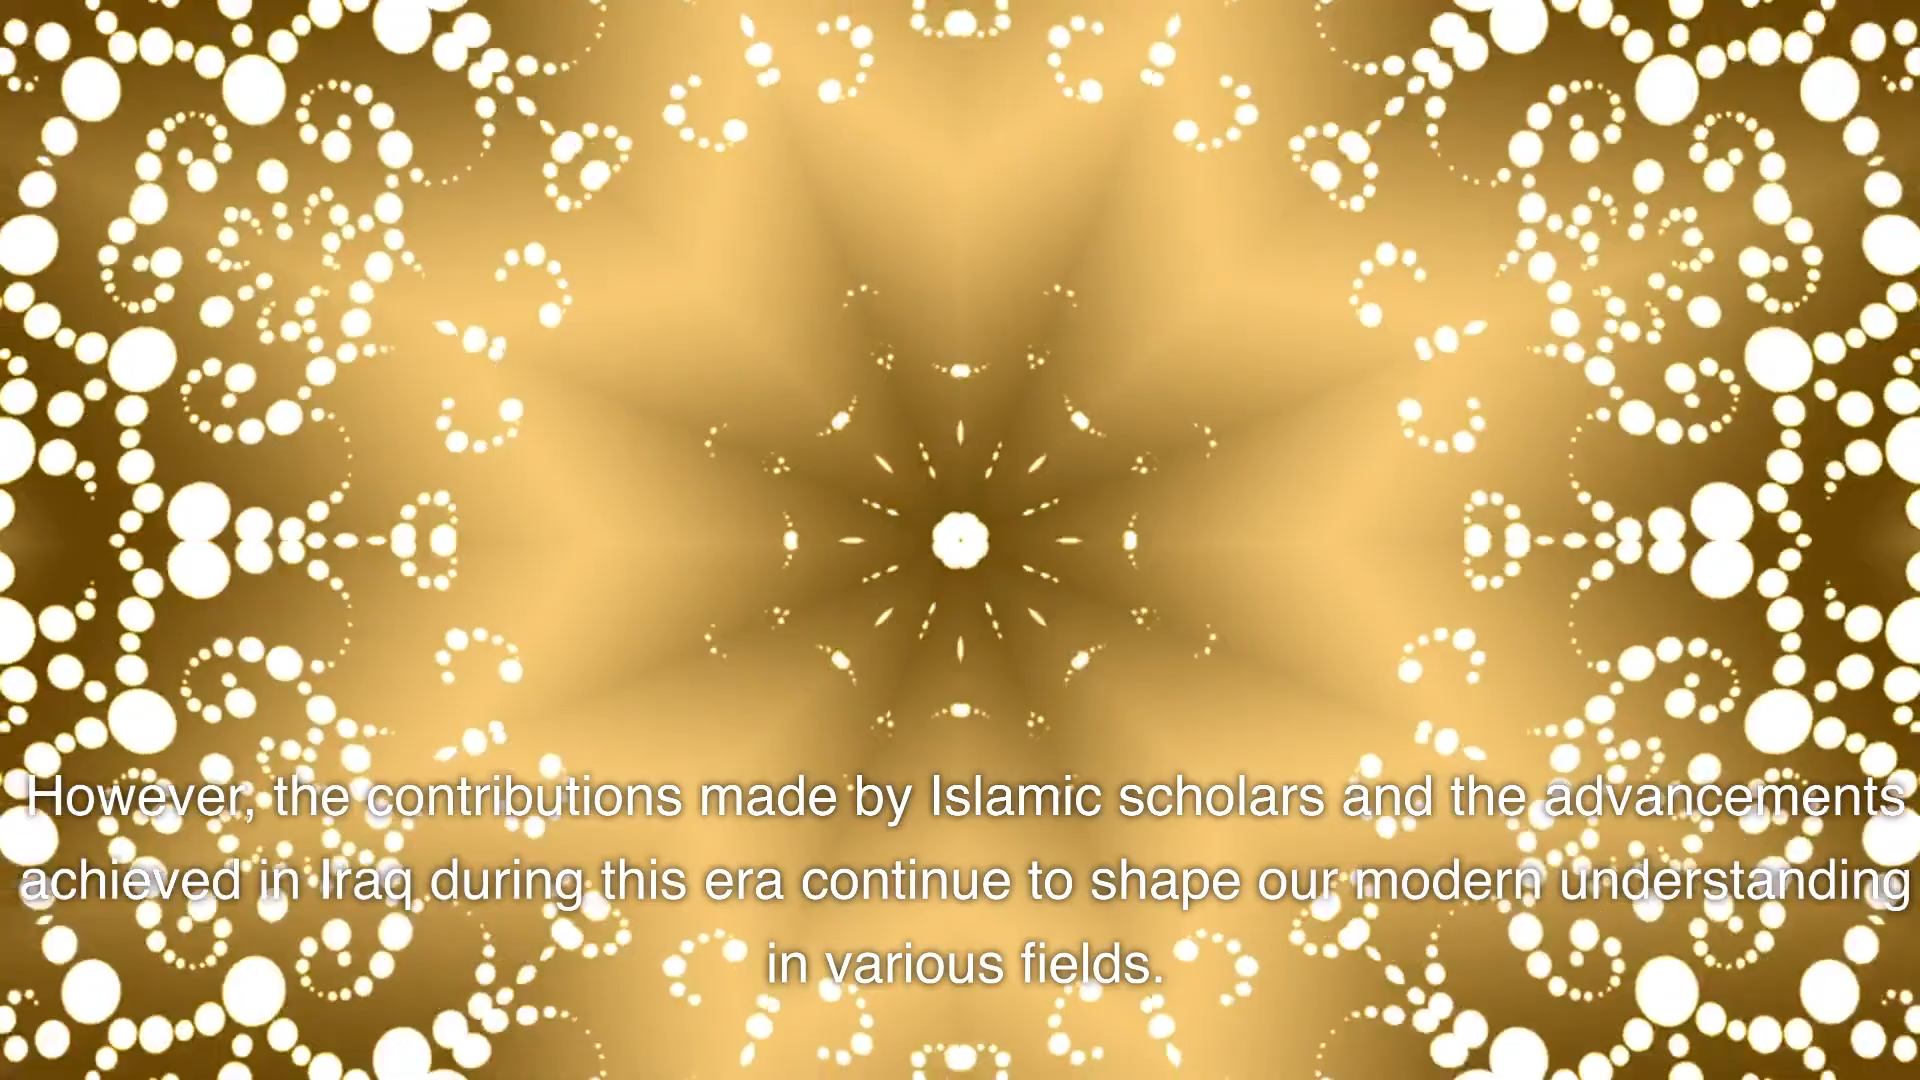 However, the contributions made by Islamic scholars and the advancements
achieved in Iraq during this era continue to shape our modern understanding
in various fields.